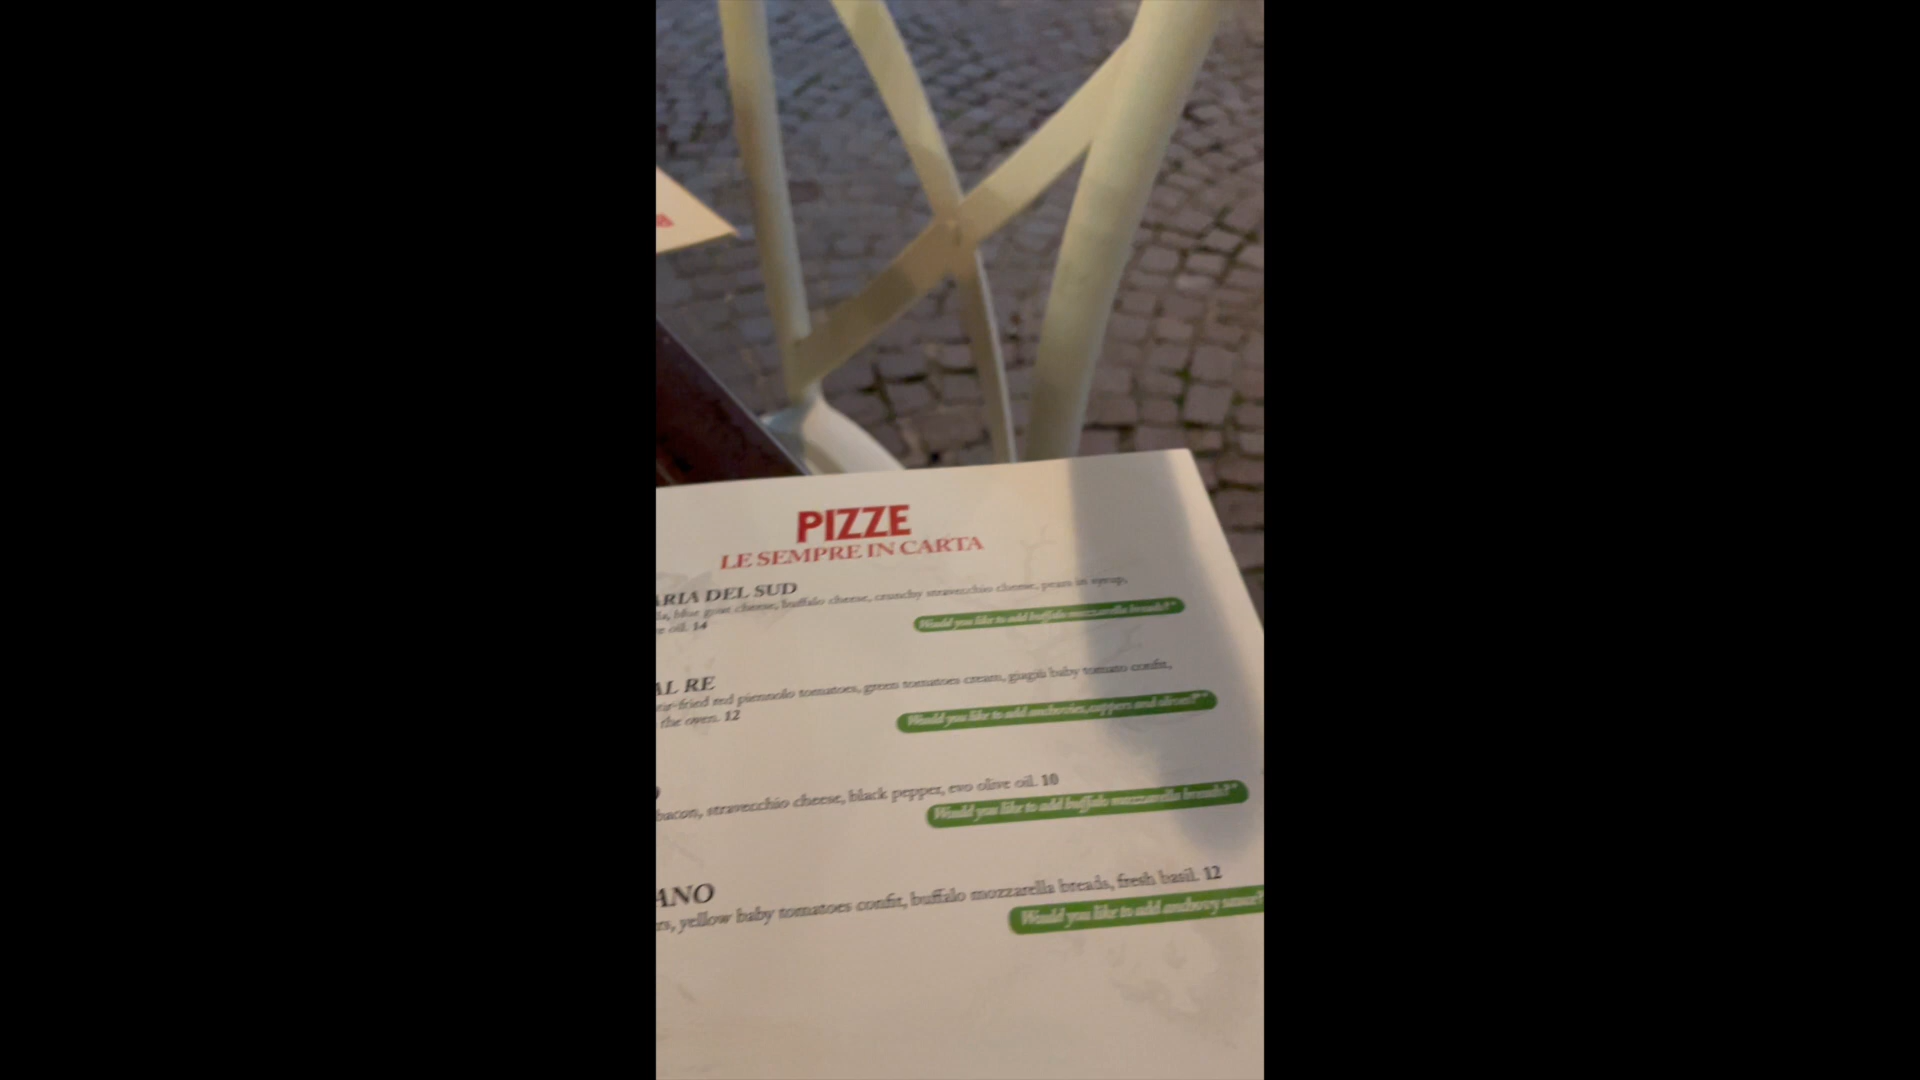 PIZZE
LE SEMPRE IN CARTA
ARIA DEL SUD
blue goat cheese, buffalo cheese, crunchy stravecchio cheese, pears in syrup,
oil. 14
Would you like to add buffalo mozzarella breads?*
AL RE
stir-fried red piennolo tomatoes, green tomatoes cream, giagiù baby tomato confit,
the oven. 12
Would you like to add anchovies, cappers and olives?**
bacon, stravecchio cheese, black pepper, evo olive oil. 10
Would you like to add buffalo mozzarella breads?**
ANO
rs, yellow baby tomatoes confit, buffalo mozzarella breads, fresh basil. 12
Would you like to add anchovy sauce?